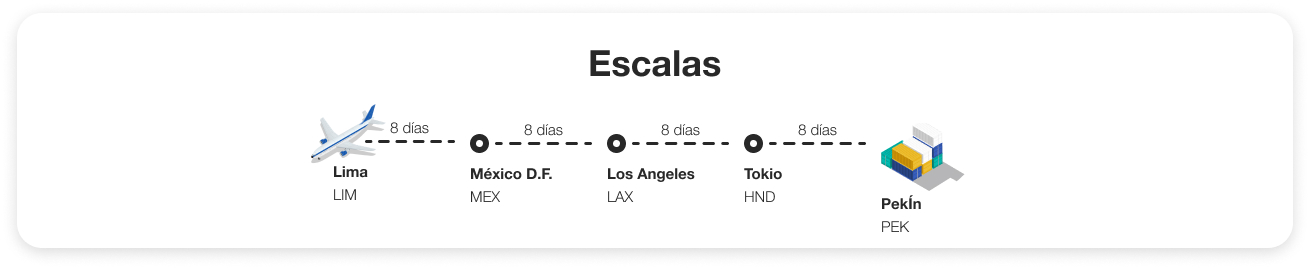 Escalas
8 días
8 días
8 días
8 días
Lima
LIM
México D.F.
MEX
Los Angeles
LAX
Tokio
HND
PekÍn
PEK